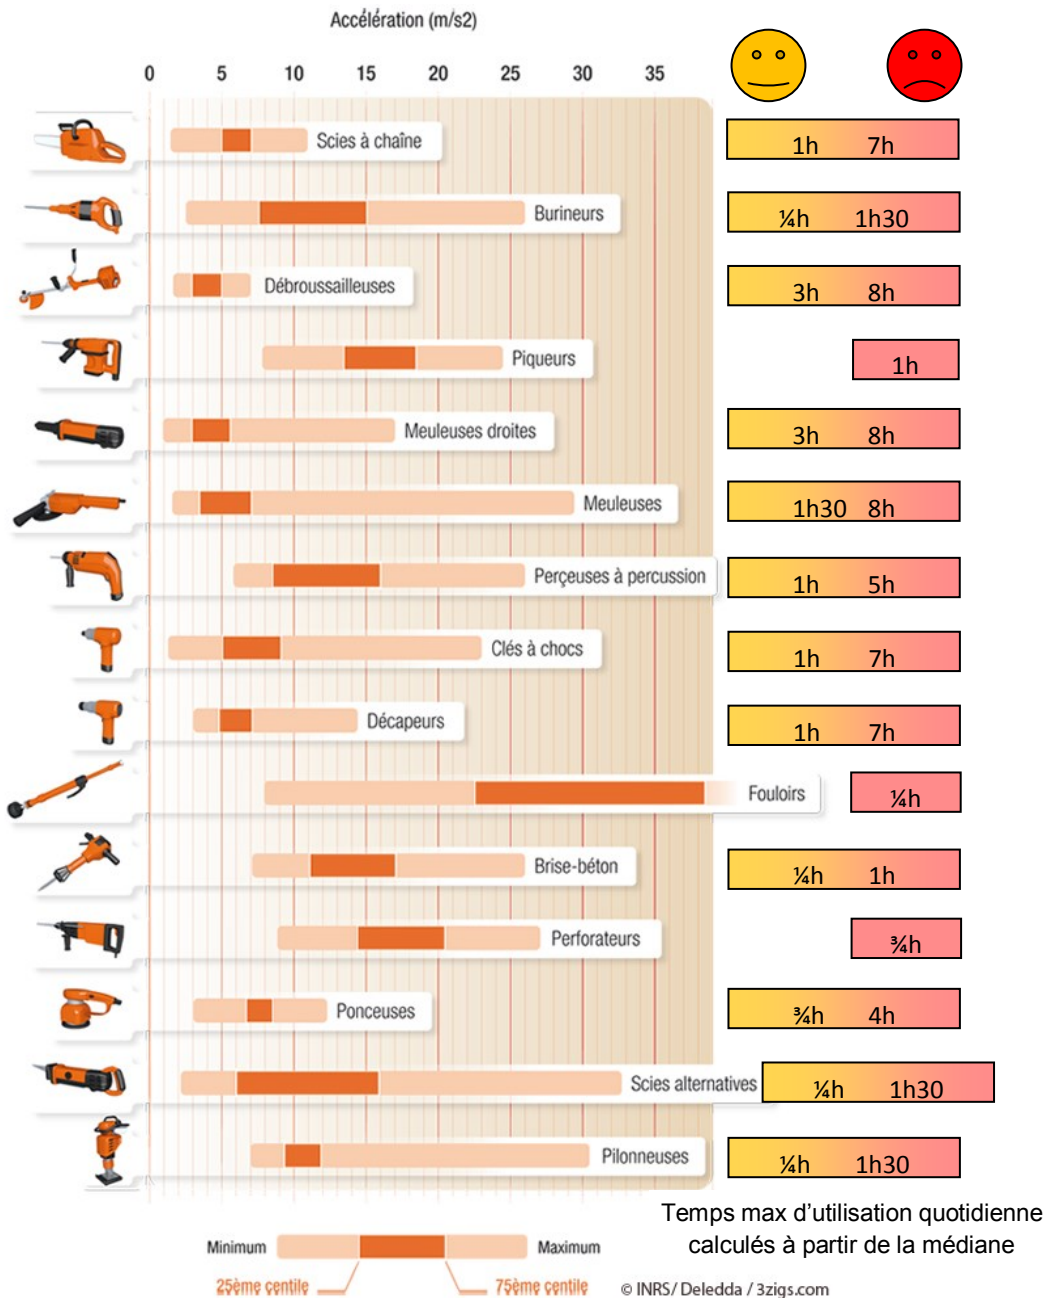 Accélération (m/s2)
0 5 10 15 20 25 30 35
Scies à chaîne 1h 7h
Burineurs ¼h 1h30
Débroussailleuses 3h 8h
Piqueurs 1h
Meuleuses droites 3h 8h
Meuleuses 1h30 8h
Perçeuses à percussion 1h 5h
Clés à chocs 1h 7h
Décapeurs 1h 7h
Fouloirs ¼h
Brise-béton ¼h 1h
Perforateurs ¾h
Ponceuses ¾h 4h
Scies alternatives ¼h 1h30
Pilonneuses ¼h 1h30
Temps max d’utilisation quotidienne
calculés à partir de la médiane
Minimum Maximum
25ème centile 75ème centile
© INRS/ Deledda / 3zigs.com